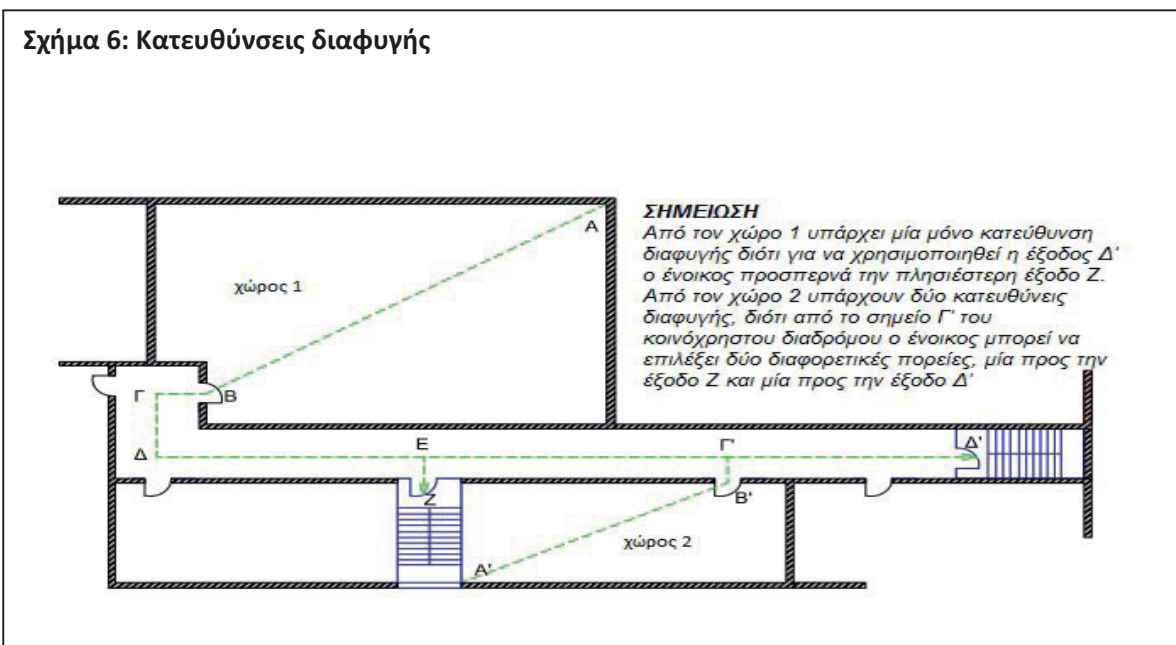 Σχήμα 6: Κατευθύνσεις διαφυγής
ΣΗΜΕΙΩΣΗ
Από τον χώρο 1 υπάρχει μία μόνο κατεύθυνση
διαφυγής διότι για να χρησιμοποιηθεί η έξοδος Δ'
ο ένοικος προσπερνά την πλησιέστερη έξοδο Ζ.
Από τον χώρο 2 υπάρχουν δύο κατευθύνεις
διαφυγής, διότι από το σημείο Γ' του
κοινόχρηστου διαδρόμου ο ένοικος μπορεί να
επιλέξει δύο διαφορετικές πορείες, μία προς την
έξοδο Ζ και μία προς την έξοδο Δ'
Α
χώρος 1
Γ
Β
Δ
Ε
Γ'
Δ'
Ζ
Β'
χώρος 2
Α'